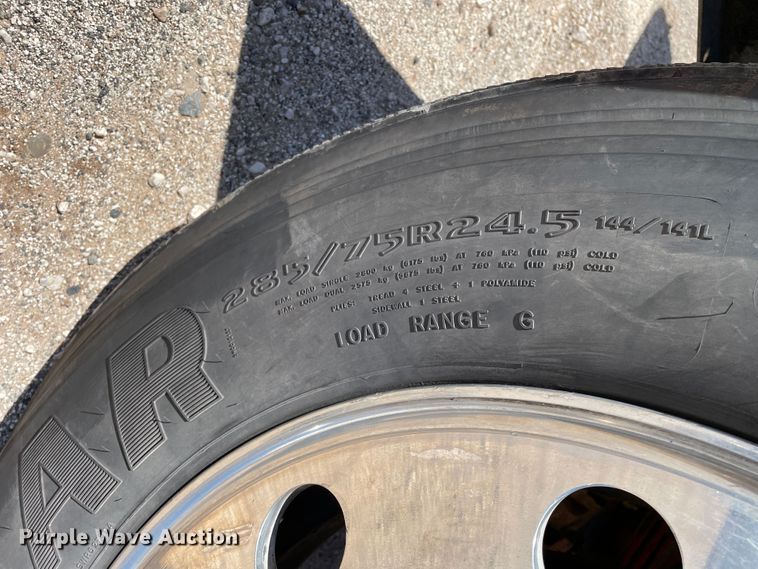 285/75R24.5 144/141L
MAX. LOAD SINGLE 2800 kg (6175 lbs) AT 760 kPa (110 psi) COLD
MAX. LOAD DUAL 2575 kg (5675 lbs) AT 760 kPa (110 psi) COLD
PLIES: TREAD 4 STEEL + 1 POLYAMIDE
SIDEWALL 1 STEEL
LOAD RANGE G
AR
Purple Wave Auction